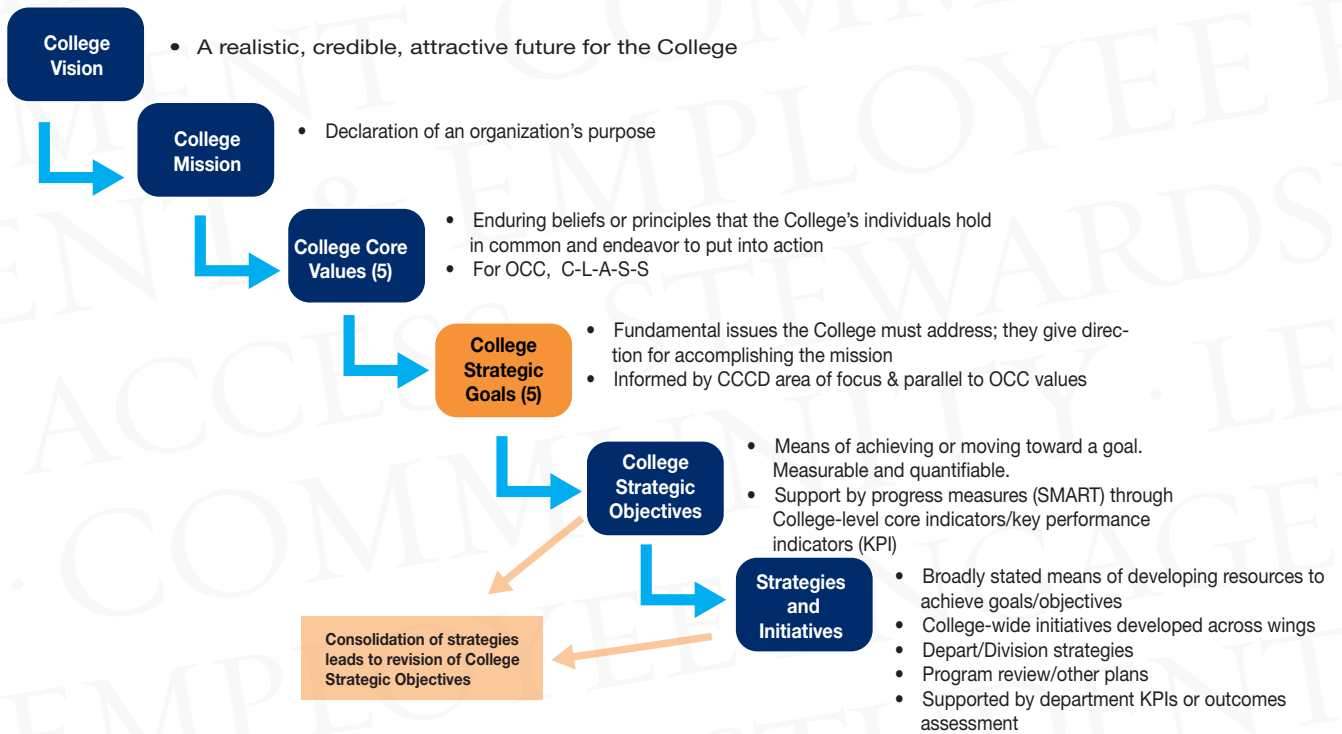 College
Vision
• A realistic, credible, attractive future for the College
College
Mission
• Declaration of an organization's purpose
College Core
Values (5)
• Enduring beliefs or principles that the College's individuals hold
in common and endeavor to put into action
• For OCC, C-L-A-S-S
College
Strategic
Goals (5)
• Fundamental issues the College must address; they give direc-
tion for accomplishing the mission
• Informed by CCCD area of focus & parallel to OCC values
College
Strategic
Objectives
• Means of achieving or moving toward a goal.
Measurable and quantifiable.
• Support by progress measures (SMART) through
College-level core indicators/key performance
indicators (KPI)
Strategies
and
Initiatives
• Broadly stated means of developing resources to
achieve goals/objectives
• College-wide initiatives developed across wings
• Depart/Division strategies
• Program review/other plans
• Supported by department KPIs or outcomes
assessment
Consolidation of strategies
leads to revision of College
Strategic Objectives